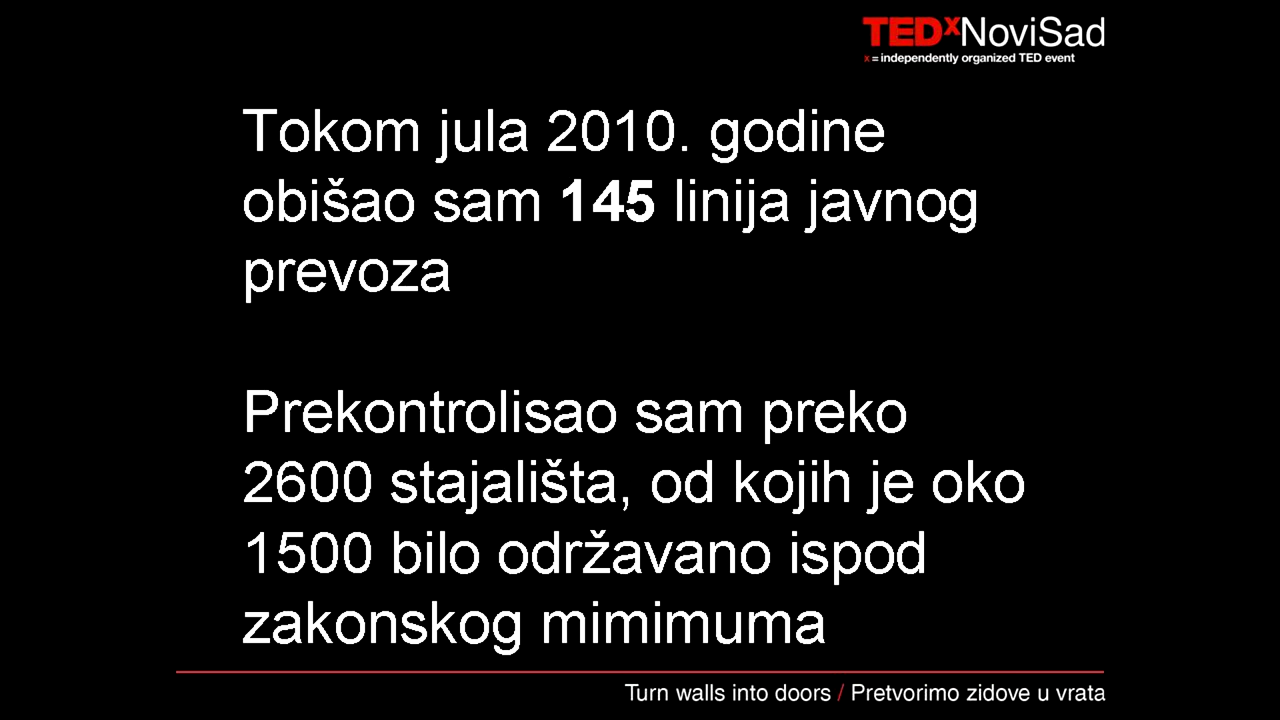 TEDxNoviSad
x = independently organized TED event
Tokom jula 2010. godine
obišao sam 145 linija javnog
prevoza
Prekontrolisao sam preko
2600 stajališta, od kojih je oko
1500 bilo održavano ispod
zakonskog mimimuma
Turn walls into doors / Pretvorimo zidove u vrata